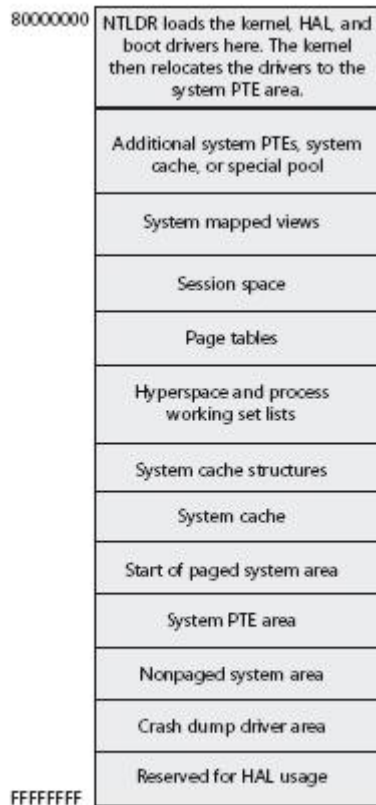 80000000
NTLDR loads the kernel, HAL, and
boot drivers here. The kernel
then relocates the drivers to the
system PTE area.
Additional system PTEs, system
cache, or special pool
System mapped views
Session space
Page tables
Hyperspace and process
working set lists
System cache structures
System cache
Start of paged system area
System PTE area
Nonpaged system area
Crash dump driver area
Reserved for HAL usage
FFFFFFFF